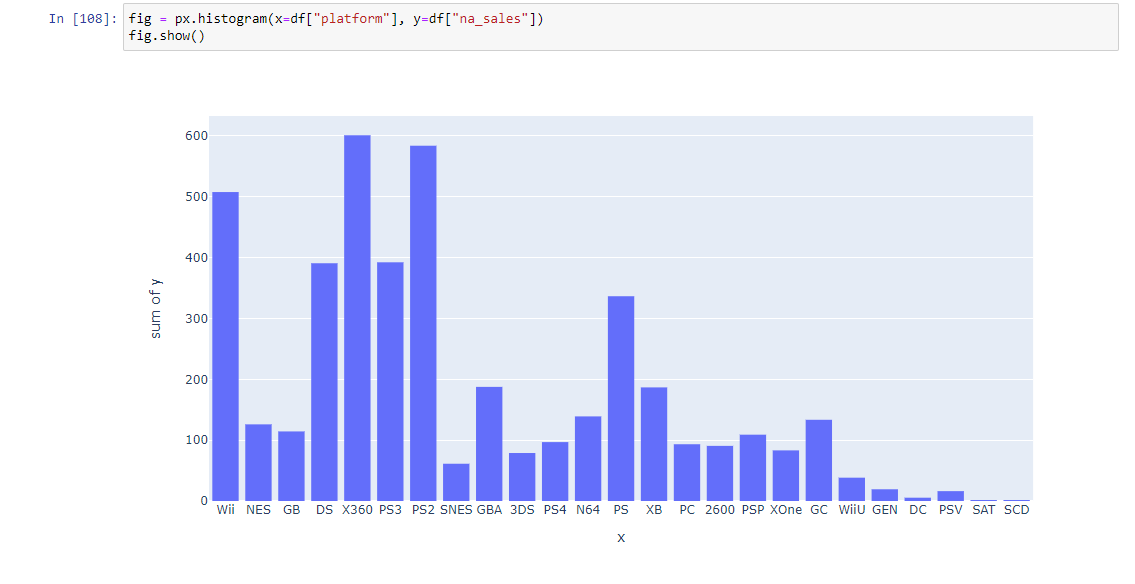 In [108]: fig = px.histogram(x=df["platform"], y=df["na_sales"])
fig.show()
600
500
400
300
200
100
0
sum of y
Wii NES GB DS X360 PS3 PS2 SNES GBA 3DS PS4 N64 PS XB PC 2600 PSP XOne GC WiiU GEN DC PSV SAT SCD
x